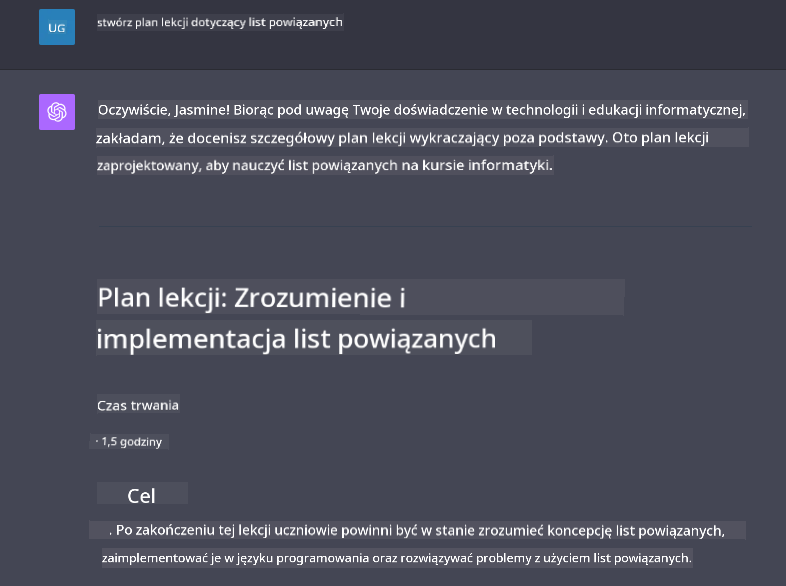 UG
stwórz plan lekcji dotyczący list powiązanych
Oczywiście, Jasmine! Biorąc pod uwagę Twoje doświadczenie w technologii i edukacji informatycznej,
zakładam, że docenisz szczegółowy plan lekcji wykraczający poza podstawy. Oto plan lekcji
zaprojektowany, aby nauczyć list powiązanych na kursie informatyki.
Plan lekcji: Zrozumienie i
implementacja list powiązanych
Czas trwania
· 1,5 godziny
Cel
. Po zakończeniu tej lekcji uczniowie powinni być w stanie zrozumieć koncepcję list powiązanych,
zaimplementować je w języku programowania oraz rozwiązywać problemy z użyciem list powiązanych.